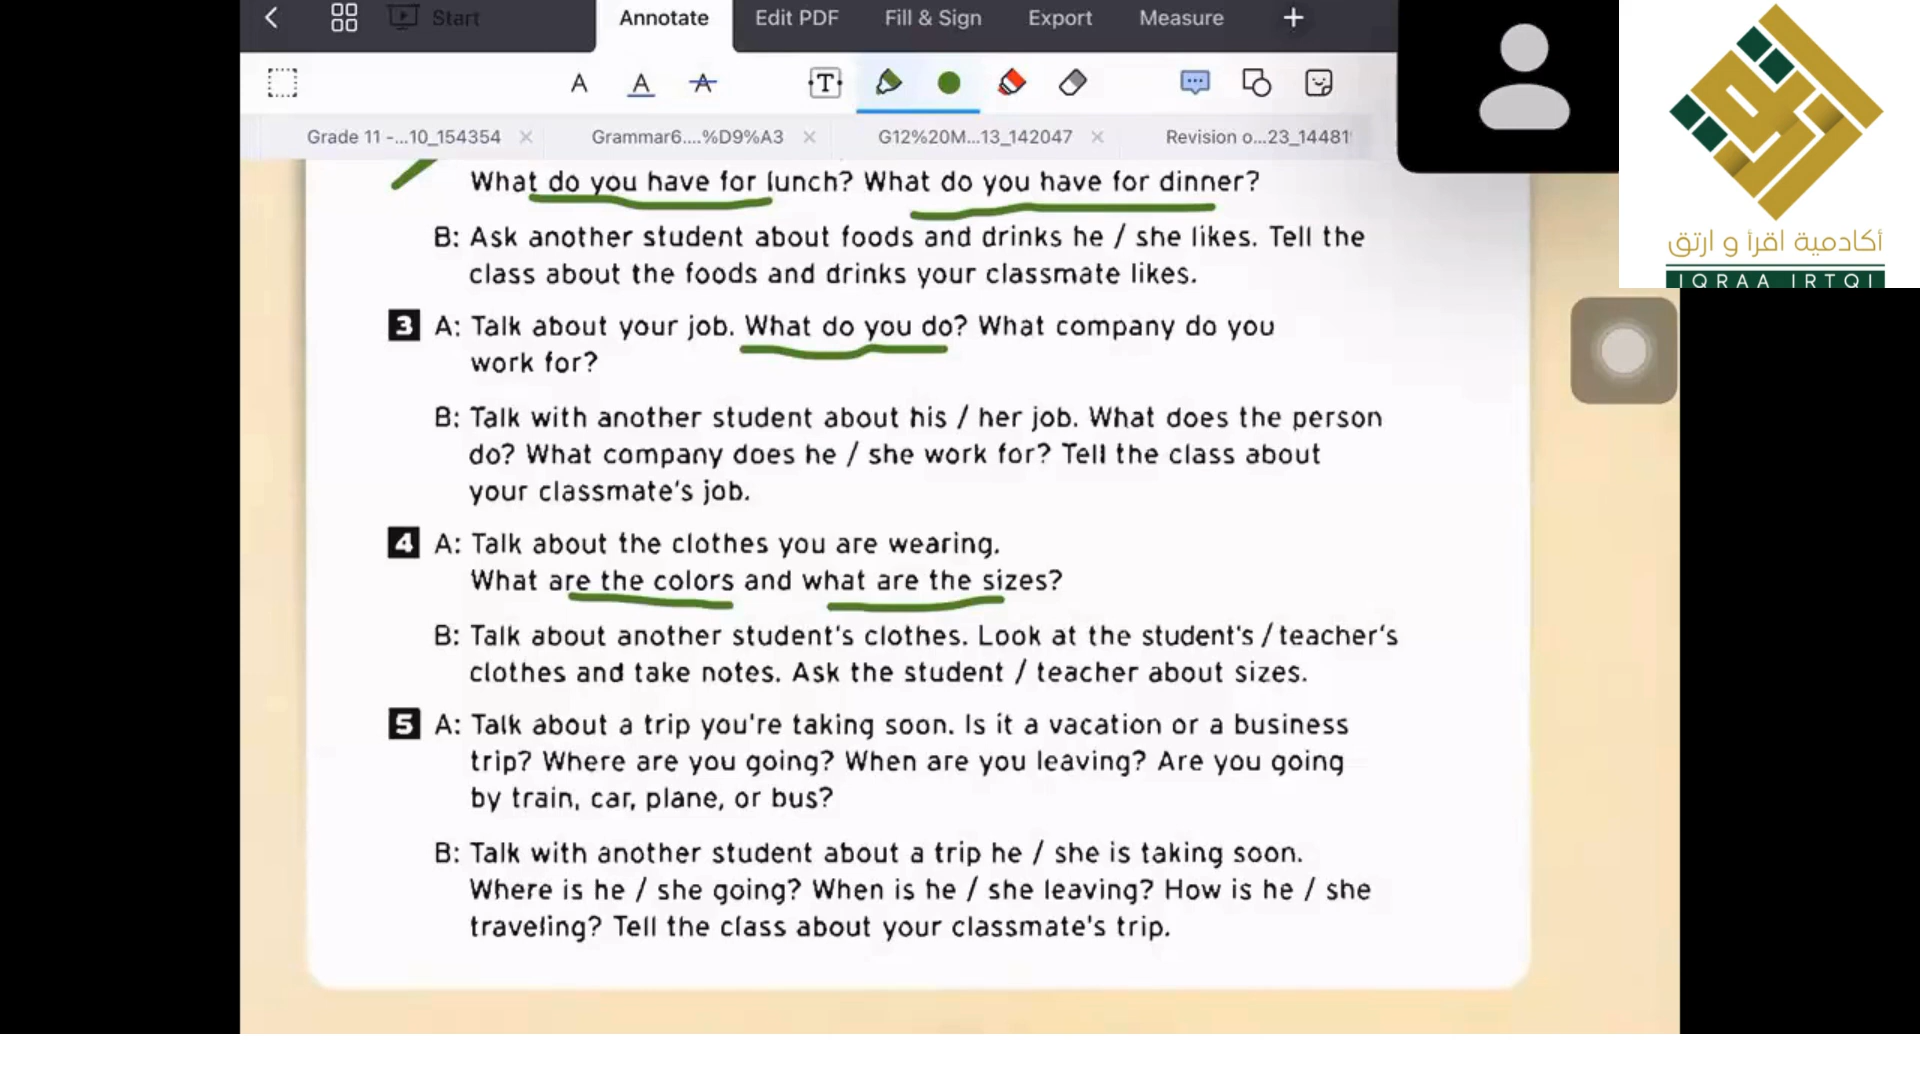 Start
Annotate
Edit PDF
Fill & Sign
Export
Measure
A A A T
Grade 11 -...10_154354
Grammar6....%D9%A3
G12%20M...13_142047
Revision o...23_14481
What do you have for lunch? What do you have for dinner?
B: Ask another student about foods and drinks he / she likes. Tell the
class about the foods and drinks your classmate likes.
3 A: Talk about your job. What do you do? What company do you
work for?
B: Talk with another student about his / her job. What does the person
do? What company does he / she work for? Tell the class about
your classmate's job.
4 A: Talk about the clothes you are wearing.
What are the colors and what are the sizes?
B: Talk about another student's clothes. Look at the student's / teacher's
clothes and take notes. Ask the student / teacher about sizes.
5 A: Talk about a trip you're taking soon. Is it a vacation or a business
trip? Where are you going? When are you leaving? Are you going
by train, car, plane, or bus?
B: Talk with another student about a trip he / she is taking soon.
Where is he / she going? When is he / she leaving? How is he / she
traveling? Tell the class about your classmate's trip.
أكادمية اقرأ و ارتق
IQRAA IRTQI